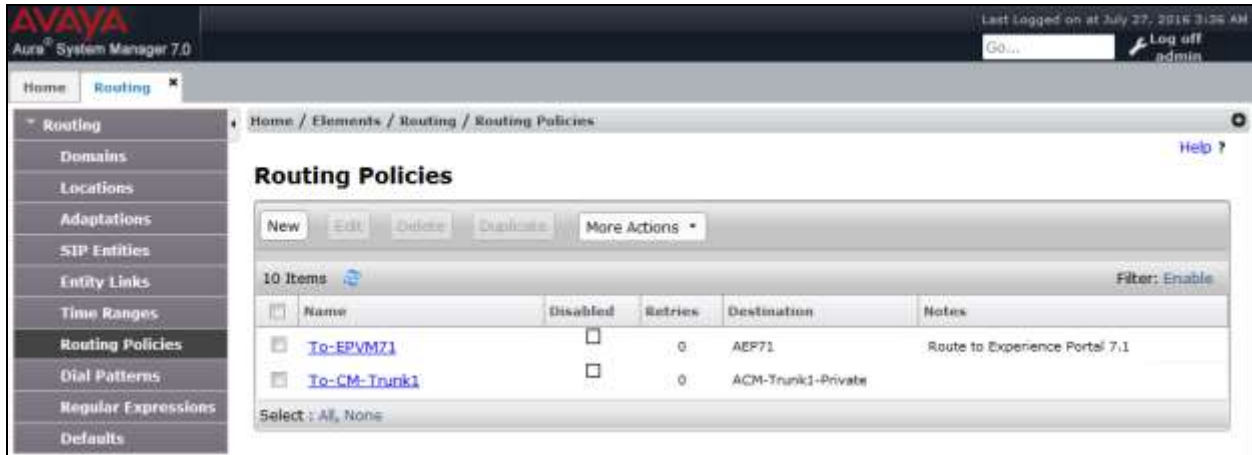 AVAYA
Last Logged on at July 27, 2016 3:36 AM
Aura® System Manager 7.0
Go...
Log off
admin
Home
Routing ×
Routing
Home / Elements / Routing / Routing Policies
Help ?
Domains
Locations
Adaptations
SIP Entities
Entity Links
Time Ranges
Routing Policies
Dial Patterns
Regular Expressions
Defaults
Routing Policies
New Edit Delete Duplicate More Actions
10 Items Filter: Enable
Name Disabled Retries Destination Notes
To-EPVM71 0 AEP71 Route to Experience Portal 7.1
To-CM-Trunk1 0 ACM-Trunk1-Private
Select : All, None